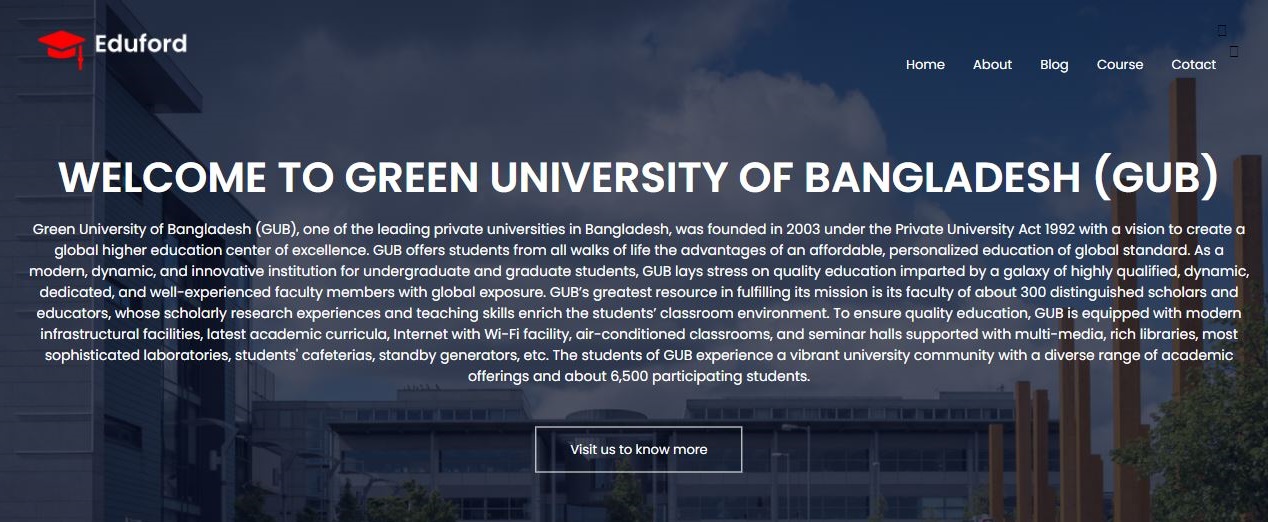 Eduford
Home About Blog Course Cotact
WELCOME TO GREEN UNIVERSITY OF BANGLADESH (GUB)
Green University of Bangladesh (GUB), one of the leading private universities in Bangladesh, was founded in 2003 under the Private University Act 1992 with a vision to create a
global higher education center of excellence. GUB offers students from all walks of life the advantages of an affordable, personalized education of global standard. As a
modern, dynamic, and innovative institution for undergraduate and graduate students, GUB lays stress on quality education imparted by a galaxy of highly qualified, dynamic,
dedicated, and well-experienced faculty members with global exposure. GUB's greatest resource in fulfilling its mission is its faculty of about 300 distinguished scholars and
educators, whose scholarly research experiences and teaching skills enrich the students' classroom environment. To ensure quality education, GUB is equipped with modern
infrastructural facilities, latest academic curricula, Internet with Wi-Fi facility, air-conditioned classrooms, and seminar halls supported with multi-media, rich libraries, most
sophisticated laboratories, students' cafeterias, standby generators, etc. The students of GUB experience a vibrant university community with a diverse range of academic
offerings and about 6,500 participating students.
Visit us to know more